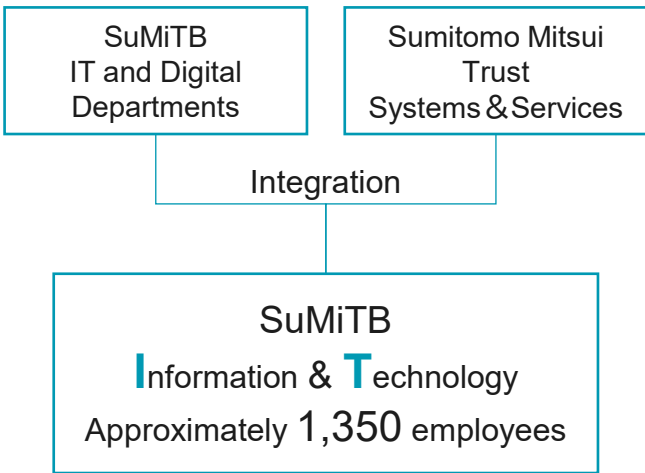 SuMiTB
IT and Digital
Departments
Sumitomo Mitsui
Trust
Systems＆Services
Integration
SuMiTB
Information & Technology
Approximately 1,350 employees